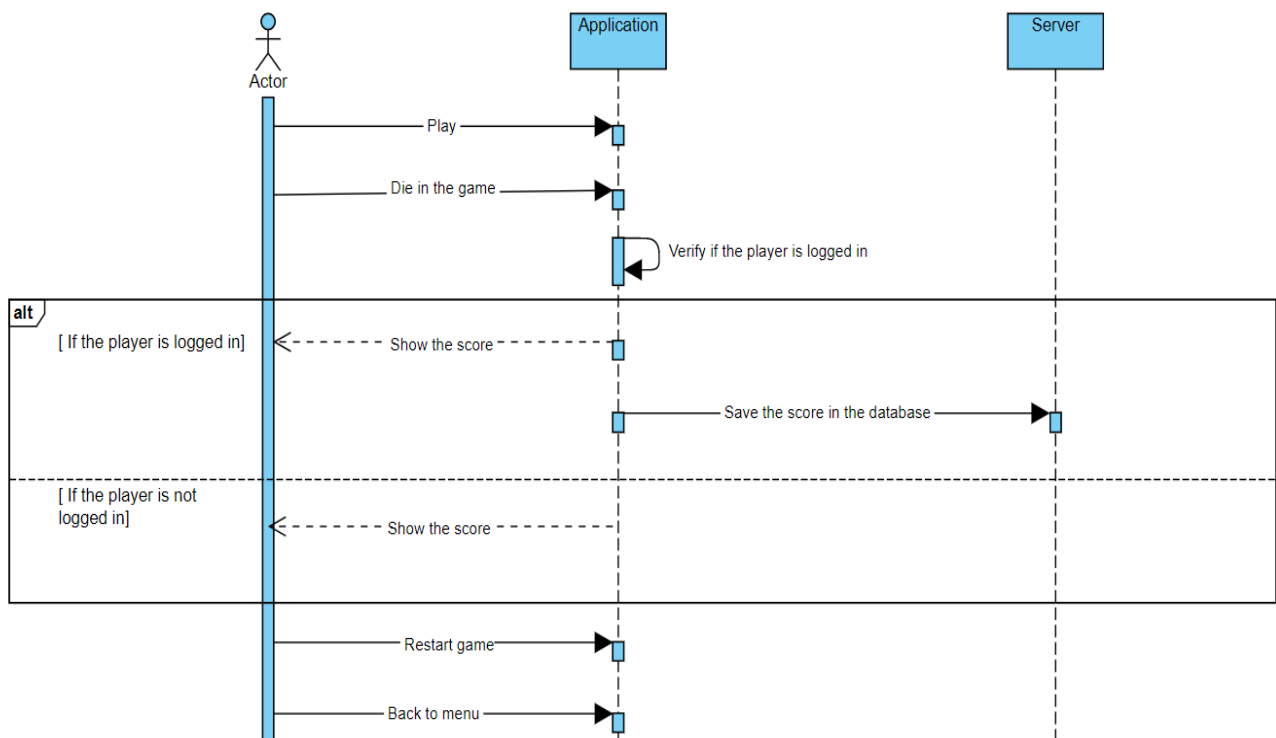 Application
Server
Actor
Play
Die in the game
Verify if the player is logged in
alt
[ If the player is logged in]
Show the score
Save the score in the database
[ If the player is not
logged in]
Show the score
Restart game
Back to menu